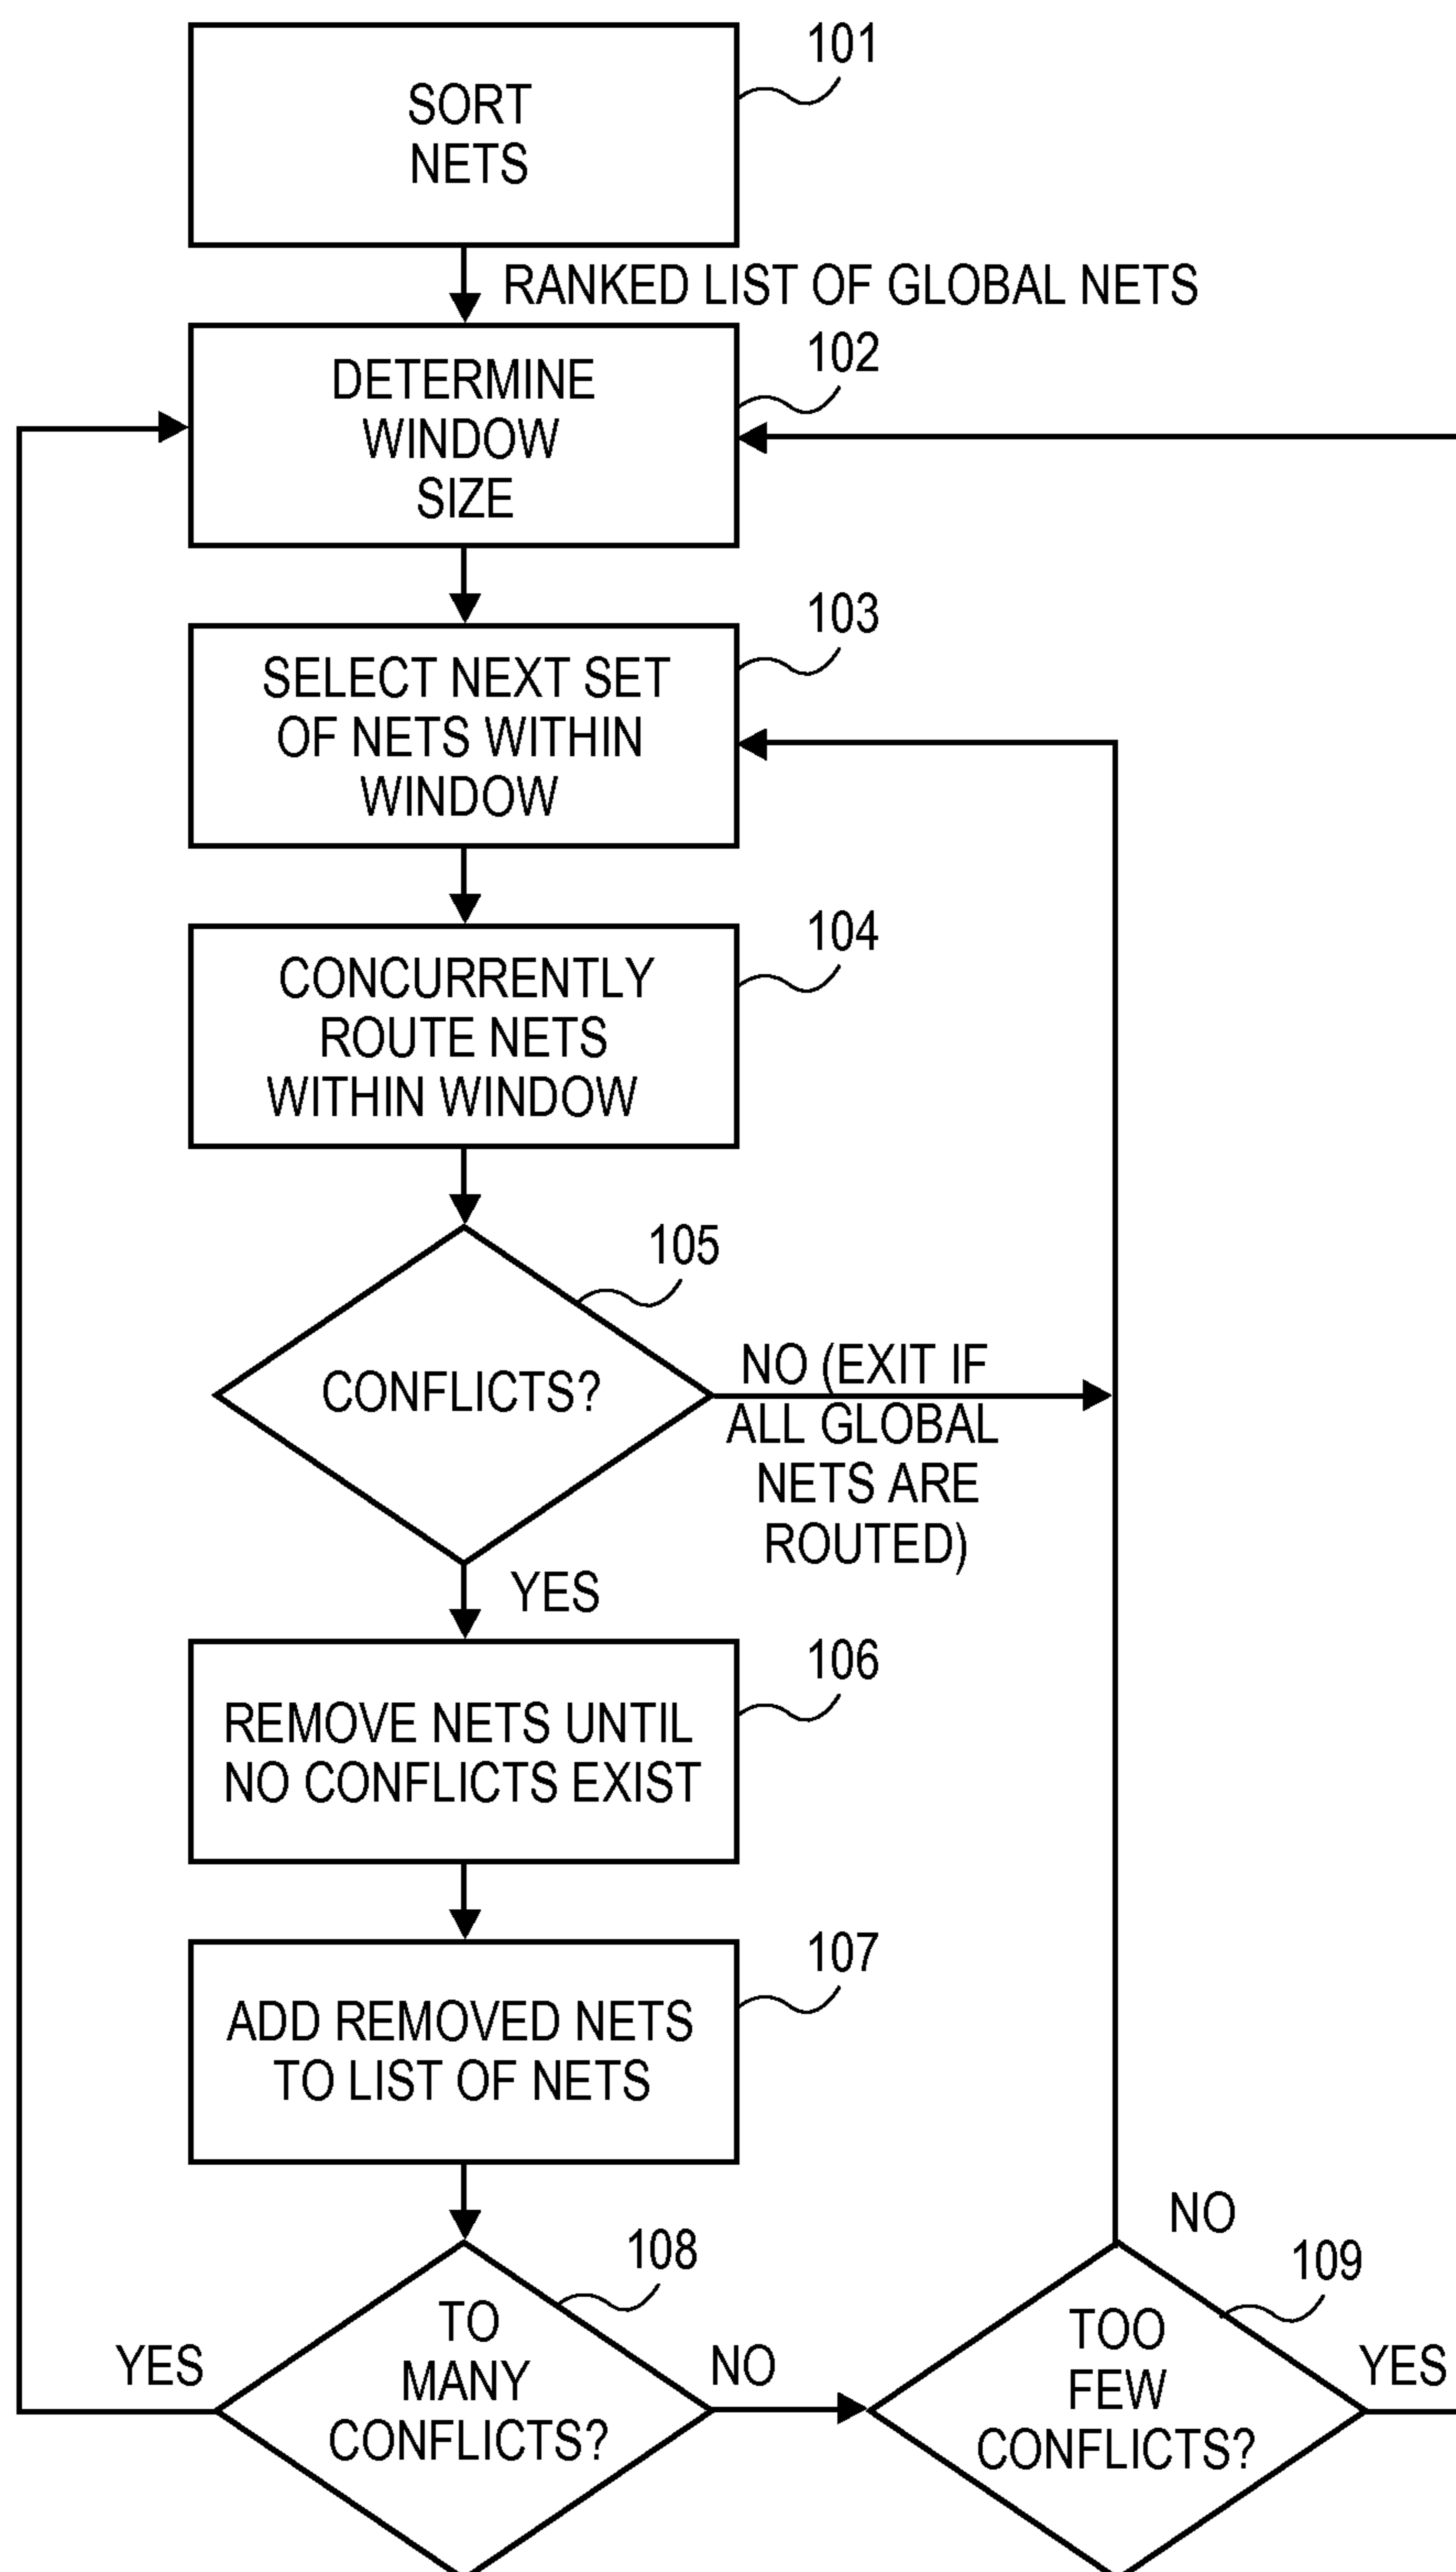 101
SORT
NETS
RANKED LIST OF GLOBAL NETS
102
DETERMINE
WINDOW
SIZE
103
SELECT NEXT SET
OF NETS WITHIN
WINDOW
104
CONCURRENTLY
ROUTE NETS
WITHIN WINDOW
105
CONFLICTS?
NO (EXIT IF
ALL GLOBAL
NETS ARE
ROUTED)
YES
106
REMOVE NETS UNTIL
NO CONFLICTS EXIST
107
ADD REMOVED NETS
TO LIST OF NETS
108
TO
MANY
CONFLICTS?
YES
NO
109
TOO
FEW
CONFLICTS?
NO
YES